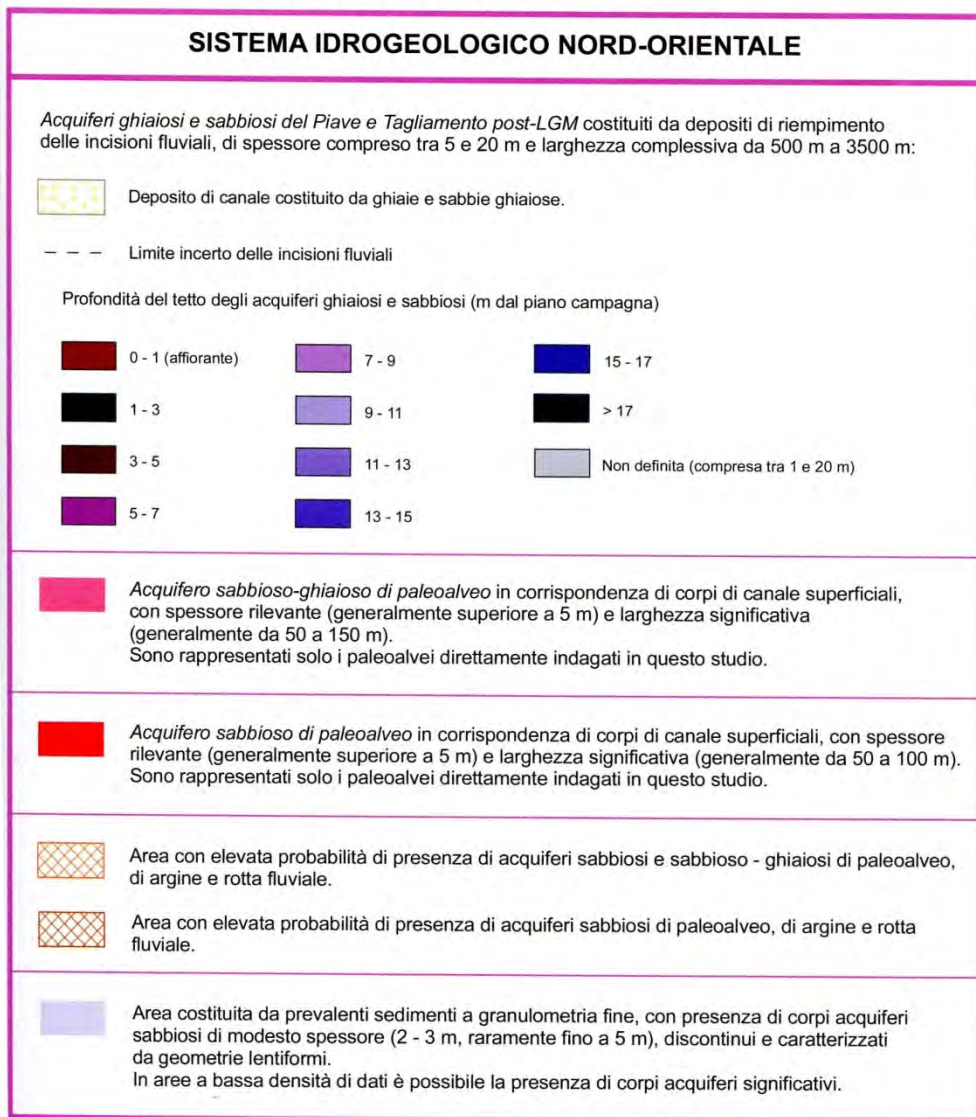 SISTEMA IDROGEOLOGICO NORD-ORIENTALE
Acquiferi ghiaiosi e sabbiosi del Piave e Tagliamento post-LGM costituiti da depositi di riempimento
delle incisioni fluviali, di spessore compreso tra 5 e 20 m e larghezza complessiva da 500 m a 3500 m:
Deposito di canale costituito da ghiaie e sabbie ghiaiose.
Limite incerto delle incisioni fluviali
Profondità del tetto degli acquiferi ghiaiosi e sabbiosi (m dal piano campagna)
0 - 1 (affiorante)
1 - 3
3 - 5
5 - 7
7 - 9
9 - 11
11 - 13
13 - 15
15 - 17
> 17
Non definita (compresa tra 1 e 20 m)
Acquifero sabbioso-ghiaioso di paleoalveo in corrispondenza di corpi di canale superficiali,
con spessore rilevante (generalmente superiore a 5 m) e larghezza significativa
(generalmente da 50 a 150 m).
Sono rappresentati solo i paleoalvei direttamente indagati in questo studio.
Acquifero sabbioso di paleoalveo in corrispondenza di corpi di canale superficiali, con spessore
rilevante (generalmente superiore a 5 m) e larghezza significativa (generalmente da 50 a 100 m).
Sono rappresentati solo i paleoalvei direttamente indagati in questo studio.
Area con elevata probabilità di presenza di acquiferi sabbiosi e sabbioso - ghiaiosi di paleoalveo,
di argine e rotta fluviale.
Area con elevata probabilità di presenza di acquiferi sabbiosi di paleoalveo, di argine e rotta
fluviale.
Area costituita da prevalenti sedimenti a granulometria fine, con presenza di corpi acquiferi
sabbiosi di modesto spessore (2 - 3 m, raramente fino a 5 m), discontinui e caratterizzati
da geometrie lentiformi.
In aree a bassa densità di dati è possibile la presenza di corpi acquiferi significativi.